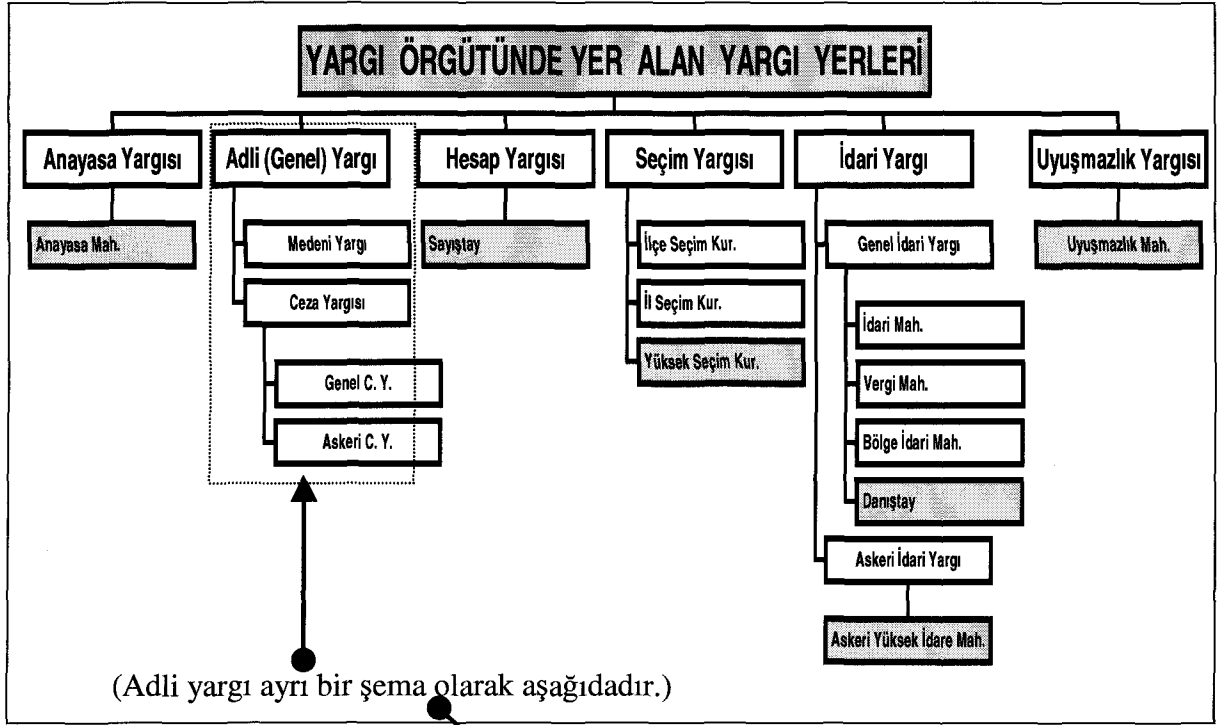 YARGI ÖRGÜTÜNDE YER ALAN YARGI YERLERİ
Anayasa Yargısı
Adli (Genel) Yargı
Hesap Yargısı
Seçim Yargısı
İdari Yargı
Uyuşmazlık Yargısı
Anayasa Mah.
Medeni Yargı
Ceza Yargısı
Genel C. Y.
Askeri C. Y.
Sayıştay
İlçe Seçim Kur.
İl Seçim Kur.
Yüksek Seçim Kur.
Genel İdari Yargı
İdari Mah.
Vergi Mah.
Bölge İdari Mah.
Danıştay
Askeri İdari Yargı
Askeri Yüksek İdare Mah.
Uyuşmazlık Mah.
(Adli yargı ayrı bir şema olarak aşağıdadır.)